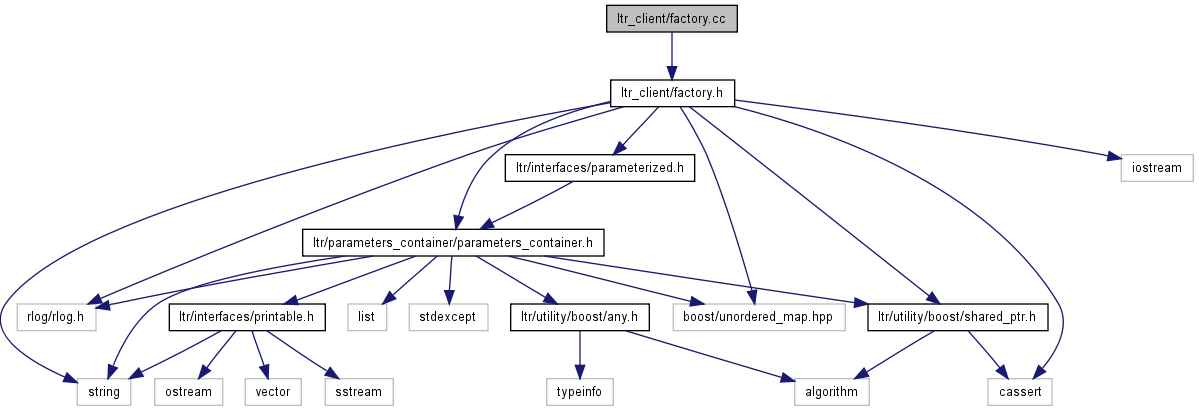 ltr_client/factory.cc
ltr_client/factory.h
ltr/interfaces/parameterized.h
iostream
ltr/parameters_container/parameters_container.h
rlog/rlog.h
ltr/interfaces/printable.h
list
stdexcept
ltr/utility/boost/any.h
boost/unordered_map.hpp
ltr/utility/boost/shared_ptr.h
string
ostream
vector
sstream
typeinfo
algorithm
cassert